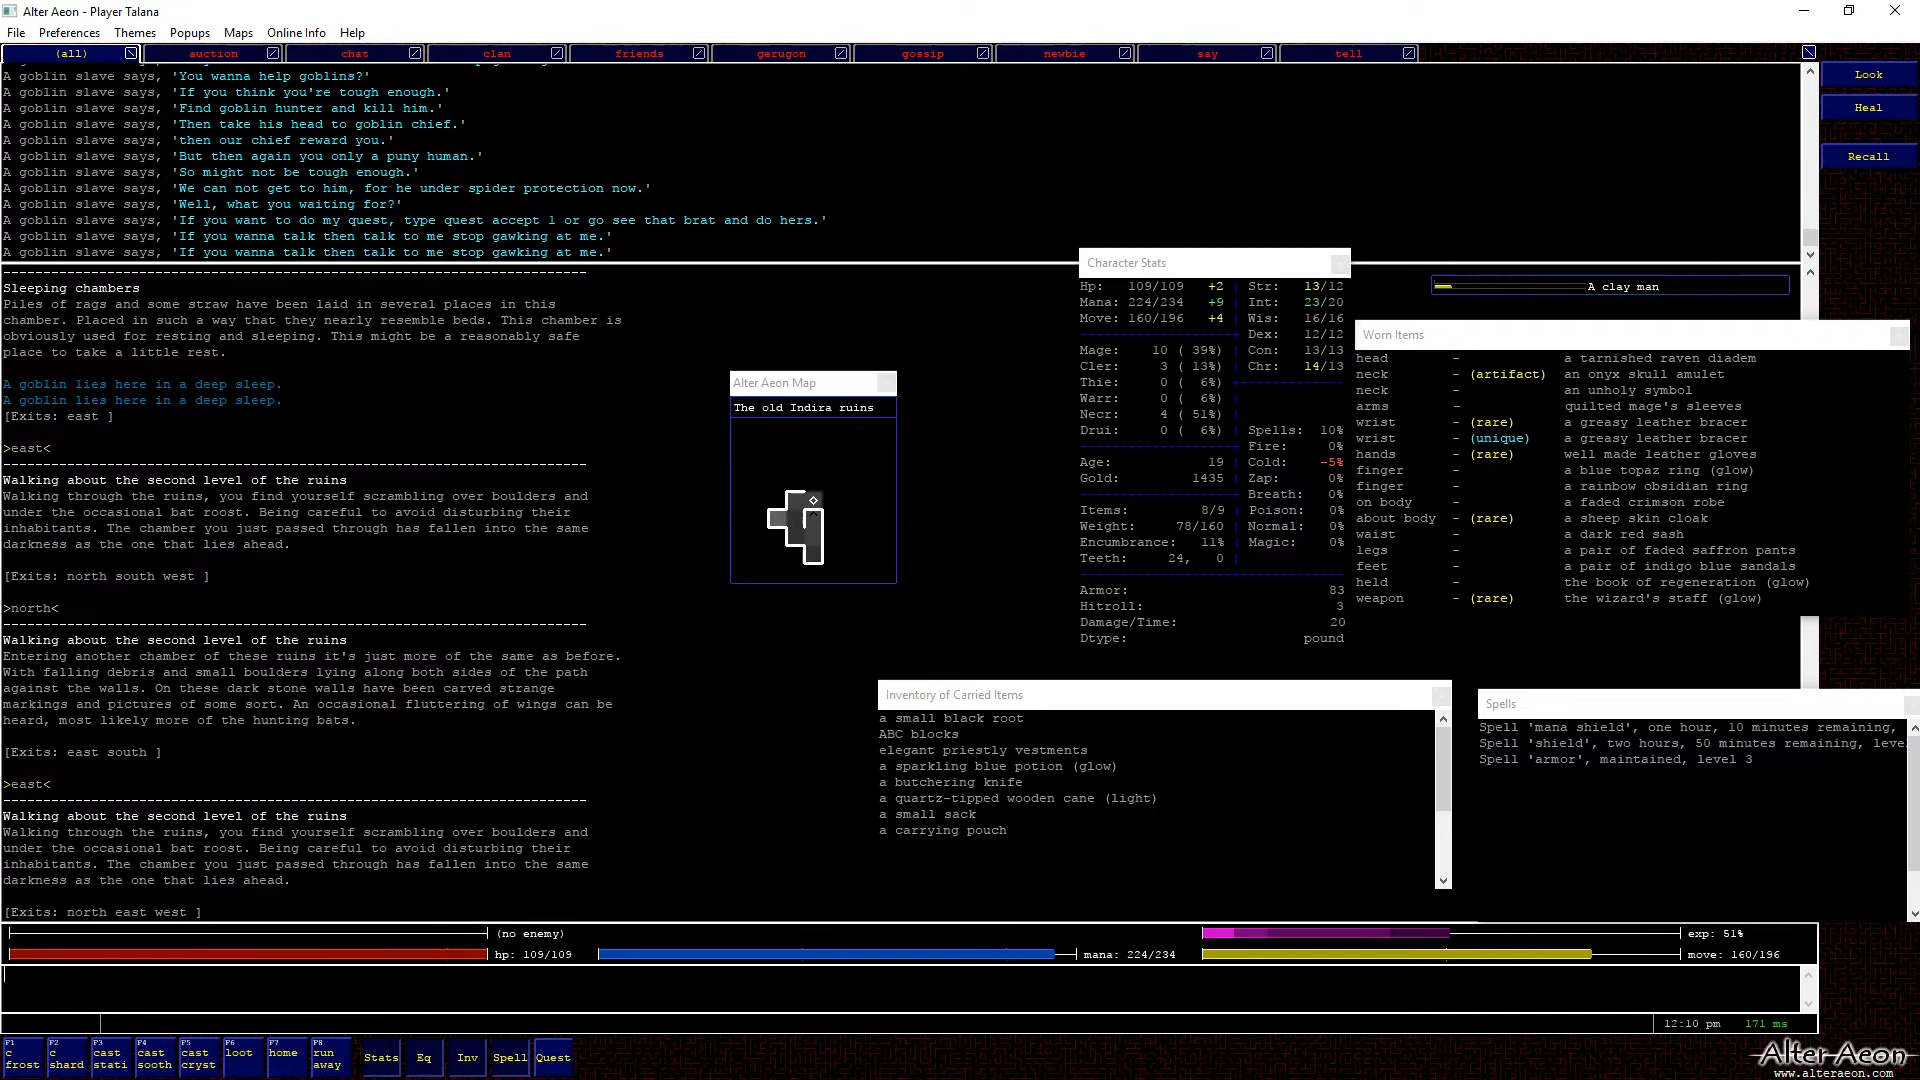 Alter Aeon - Player Talana
File Preferences Themes Popups Maps Online Info Help
(all) auction chat clan friends gerugon gossip newbie say tell
A goblin slave says, 'You wanna help goblins?'
A goblin slave says, 'If you think you're tough enough.'
A goblin slave says, 'Find goblin hunter and kill him.'
A goblin slave says, 'Then take his head to goblin chief.'
A goblin slave says, 'then our chief reward you.'
A goblin slave says, 'But then again you only a puny human.'
A goblin slave says, 'So might not be tough enough.'
A goblin slave says, 'We can not get to him, for he under spider protection now.'
A goblin slave says, 'Well, what you waiting for?'
A goblin slave says, 'If you want to do my quest, type quest accept 1 or go see that brat and do hers.'
A goblin slave says, 'If you wanna talk then talk to me stop gawking at me.'
A goblin slave says, 'If you wanna talk then talk to me stop gawking at me.'
Look
Heal
Recall
Sleeping chambers
Piles of rags and some straw have been laid in several places in this
chamber. Placed in such a way that they nearly resemble beds. This chamber is
obviously used for resting and sleeping. This might be a reasonably safe
place to take a little rest.
A goblin lies here in a deep sleep.
A goblin lies here in a deep sleep.
[Exits: east ]
>east<
Walking about the second level of the ruins
Walking through the ruins, you find yourself scrambling over boulders and
under the occasional bat roost. Being careful to avoid disturbing their
inhabitants. The chamber you just passed through has fallen into the same
darkness as the one that lies ahead.
[Exits: north south west ]
>north<
Walking about the second level of the ruins
Entering another chamber of these ruins it's just more of the same as before.
With falling debris and small boulders lying along both sides of the path
against the walls. On these dark stone walls have been carved strange
markings and pictures of some sort. An occasional fluttering of wings can be
heard, most likely more of the hunting bats.
[Exits: east south ]
>east<
Walking about the second level of the ruins
Walking through the ruins, you find yourself scrambling over boulders and
under the occasional bat roost. Being careful to avoid disturbing their
inhabitants. The chamber you just passed through has fallen into the same
darkness as the one that lies ahead.
[Exits: north east west ]
Alter Aeon Map
The old Indira ruins
Character Stats
Hp: 109/109 +2 Str: 13/12
Mana: 224/234 +9 Int: 23/20
Move: 160/196 +4 Wis: 16/16
Dex: 12/12
Mage: 10 ( 39%) Con: 13/13
Cler: 3 ( 13%) Chr: 14/13
Thie: 0 ( 6%)
Warr: 0 ( 6%)
Necr: 4 ( 51%)
Drui: 0 ( 6%) Spells: 10%
Fire: 0%
Age: 19 Cold: -5%
Gold: 1435 Zap: 0%
Breath: 0%
Items: 8/9 Poison: 0%
Weight: 78/160 Normal: 0%
Encumbrance: 11% Magic: 0%
Teeth: 24, 0
Armor: 83
Hitroll: 3
Damage/Time: 20
Dtype: pound
A clay man
Worn Items
head - a tarnished raven diadem
neck - (artifact) an onyx skull amulet
neck - an unholy symbol
arms - quilted mage's sleeves
wrist - (rare) a greasy leather bracer
wrist - (unique) a greasy leather bracer
hands - (rare) well made leather gloves
finger - a blue topaz ring (glow)
finger - a rainbow obsidian ring
on body - a faded crimson robe
about body - (rare) a sheep skin cloak
waist - a dark red sash
legs - a pair of faded saffron pants
feet - a pair of indigo blue sandals
held - the book of regeneration (glow)
weapon - (rare) the wizard's staff (glow)
Inventory of Carried Items
a small black root
ABC blocks
elegant priestly vestments
a sparkling blue potion (glow)
a butchering knife
a quartz-tipped wooden cane (light)
a small sack
a carrying pouch
Spells
Spell 'mana shield', one hour, 10 minutes remaining,
Spell 'shield', two hours, 50 minutes remaining, leve
Spell 'armor', maintained, level 3
(no enemy) exp: 51%
hp: 109/109 mana: 224/234 move: 160/196
12:10 pm 171 ms
F1 c frost
F2 c shard
F3 cast stati
F4 cast sooth
F5 cast cryst
F6 loot
F7 home
F8 run away
Stats Eq Inv Spell Quest
Alter Aeon
www.alteraeon.com